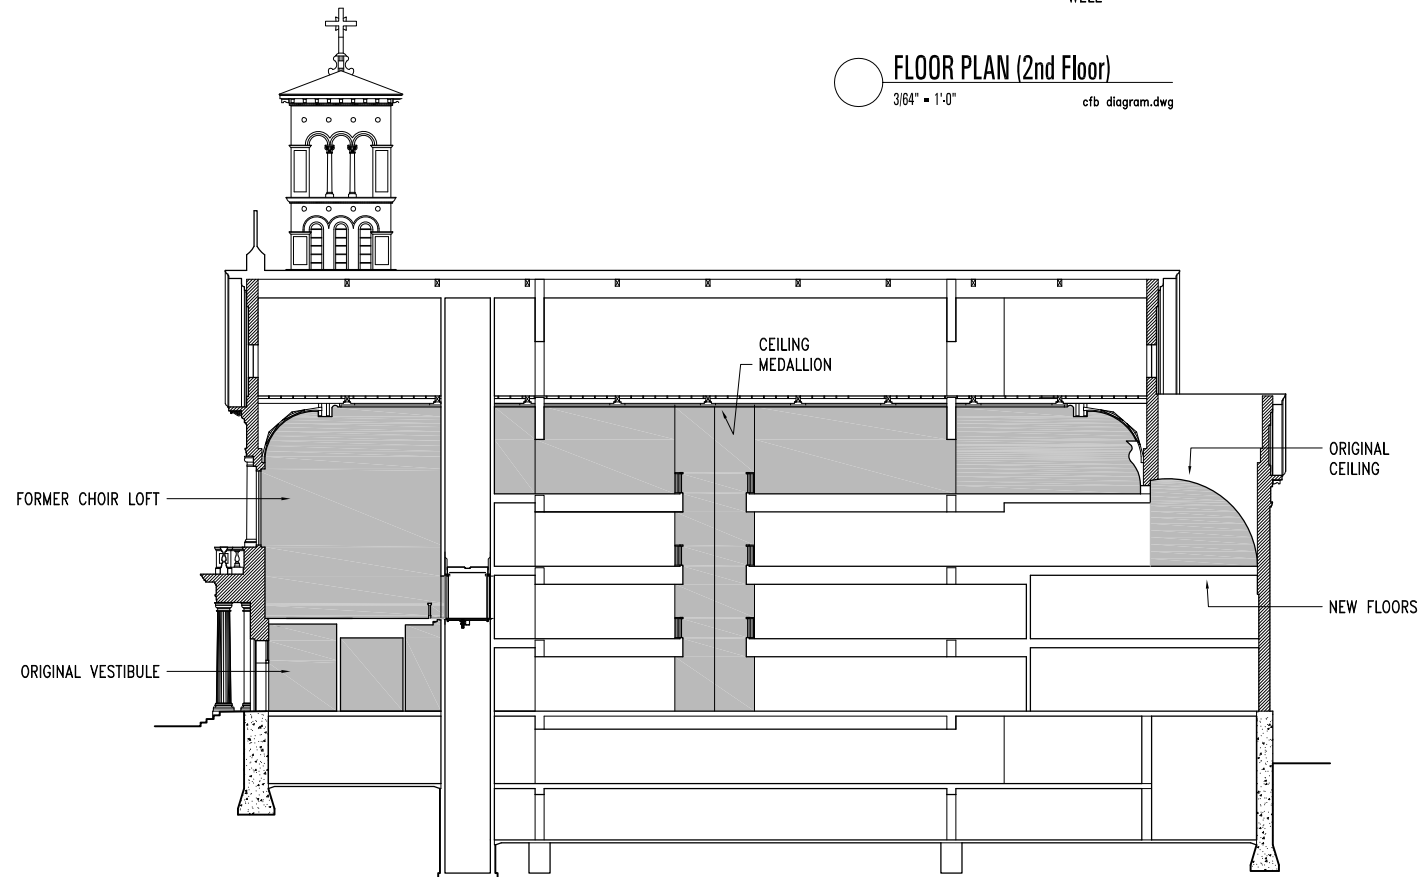 WELL
FLOOR PLAN (2nd Floor)
3/64" = 1'-0"
cfb diagram.dwg
CEILING
MEDALLION
ORIGINAL
CEILING
FORMER CHOIR LOFT
NEW FLOORS
ORIGINAL VESTIBULE